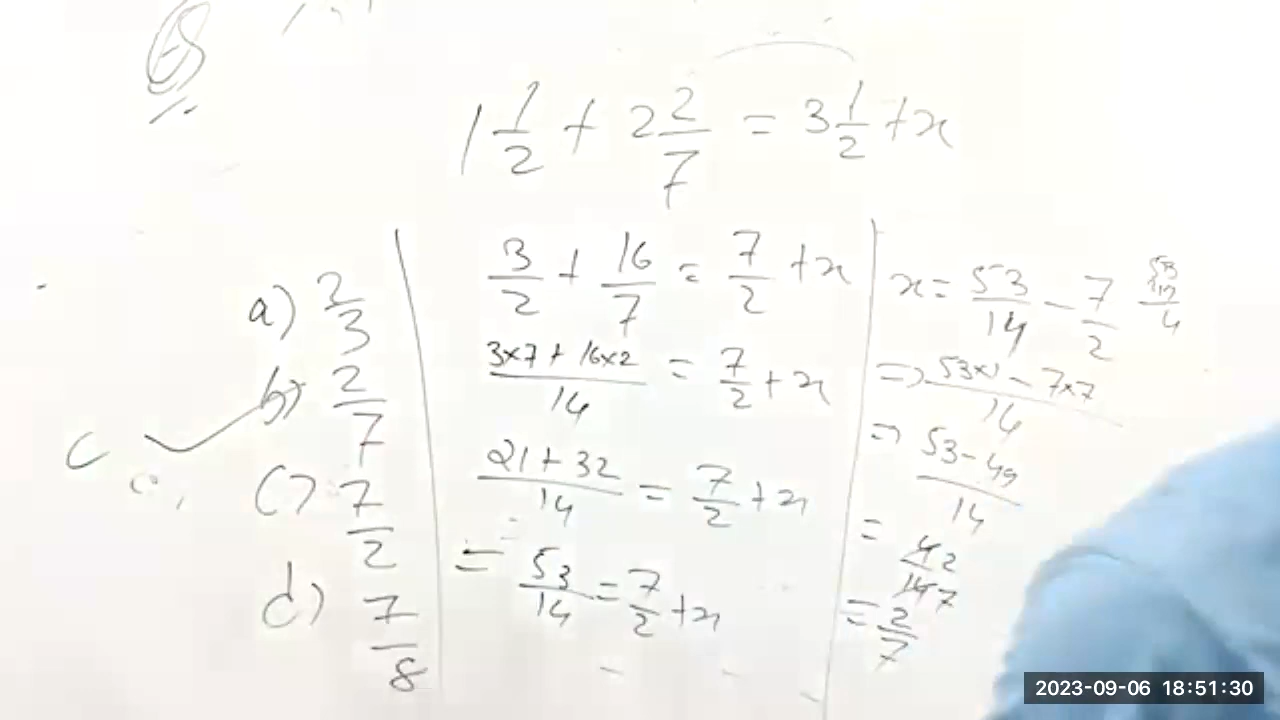 1 1/2 + 2 2/7 = 3 1/2 + x
a) 2/3
b) 2/7
c) 7/2
d) 7/8
3/2 + 16/7 = 7/2 + x
3×7 + 16×2/14 = 7/2 + x
21 + 32/14 = 7/2 + x
= 53/14 = 7/2 + x
x = 53/14 - 7/2
=> 53×1 - 7×7/14
=> 53 - 49/14
= 4 2/14 7
= 2/7
2023-09-06 18:51:30